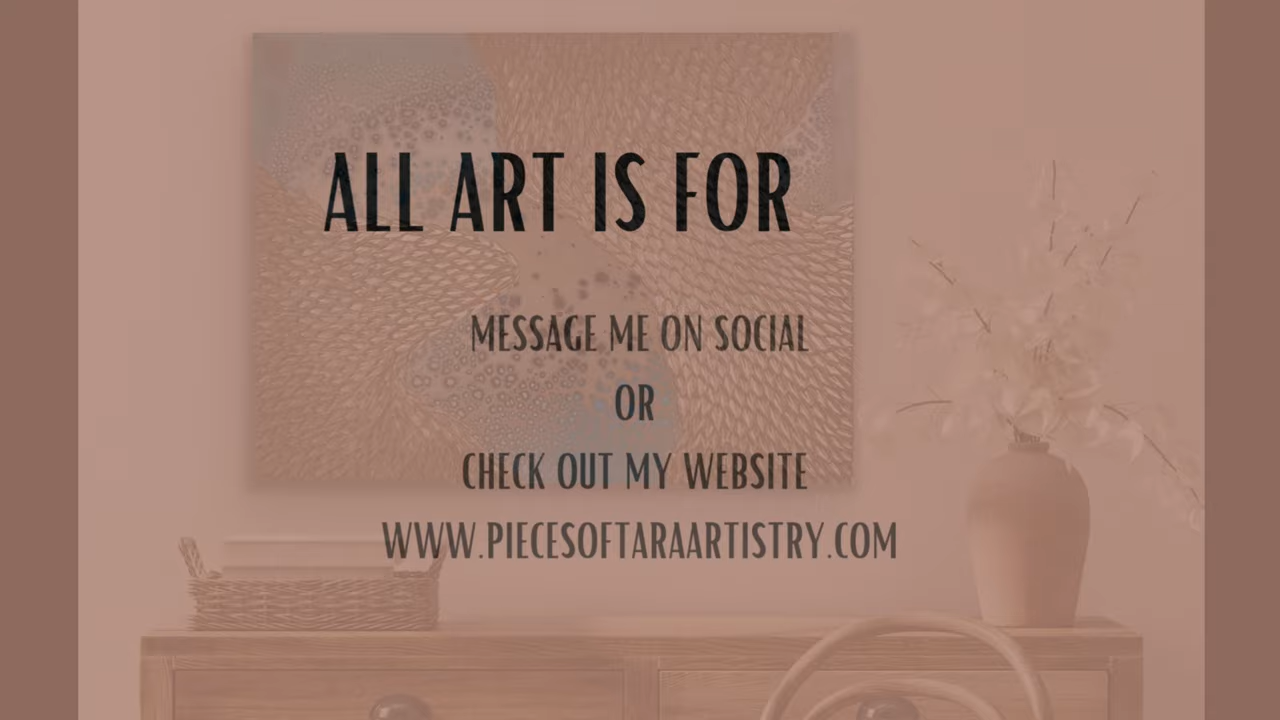 ALL ART IS FOR
MESSAGE ME ON SOCIAL
OR
CHECK OUT MY WEBSITE
WWW.PIECESOFTARAARTISTRY.COM